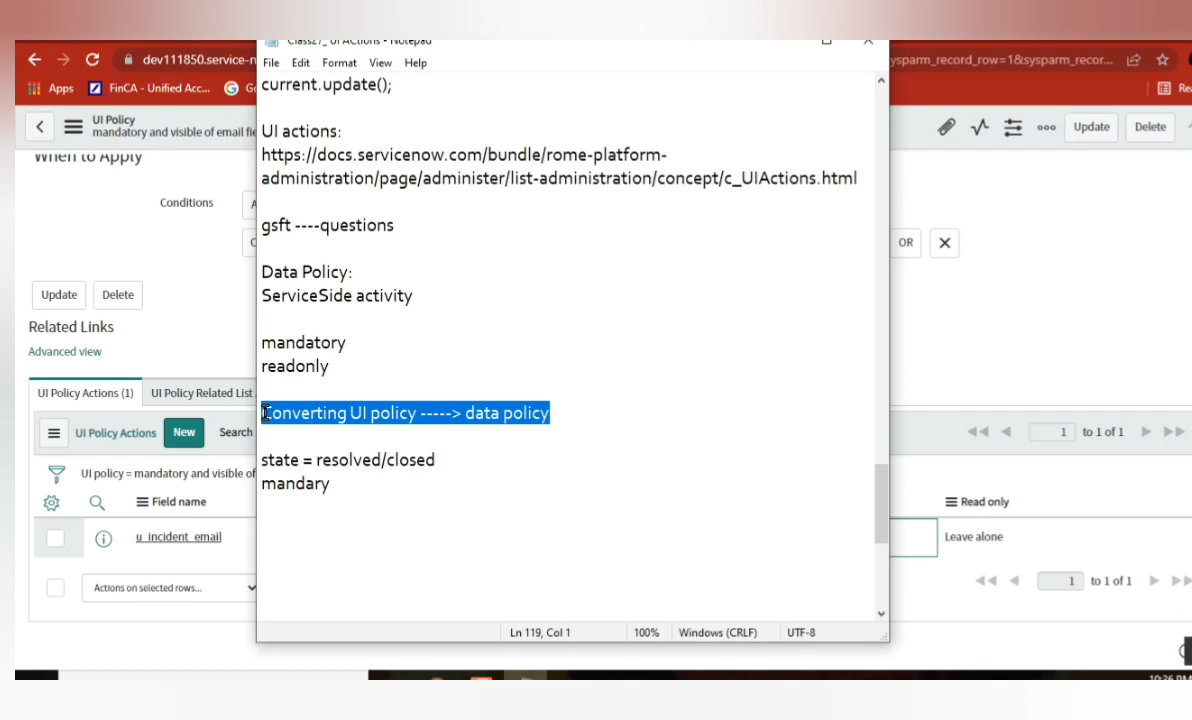 Class27_ UI Actions - Notepad
dev111850.service-n
ysparm_record_row=1&sysparm_recor...
File Edit Format View Help
Apps FinCA - Unified Acc...
current.update();
UI Policy
mandatory and visible of email fie
Update Delete
UI actions:
https://docs.servicenow.com/bundle/rome-platform-
administration/page/administer/list-administration/concept/c_UIActions.html
When to Apply
Conditions
gsft ----questions
OR
Data Policy:
ServiceSide activity
Update Delete
Related Links
Advanced view
mandatory
readonly
UI Policy Actions (1) UI Policy Related List
Converting UI policy -----> data policy
UI Policy Actions New Search
1 to 1 of 1
state = resolved/closed
mandary
UI policy = mandatory and visible of
Field name
Read only
u_incident_email
Leave alone
Actions on selected rows...
1 to 1 of 1
Ln 119, Col 1 100% Windows (CRLF) UTF-8
10:26 PM